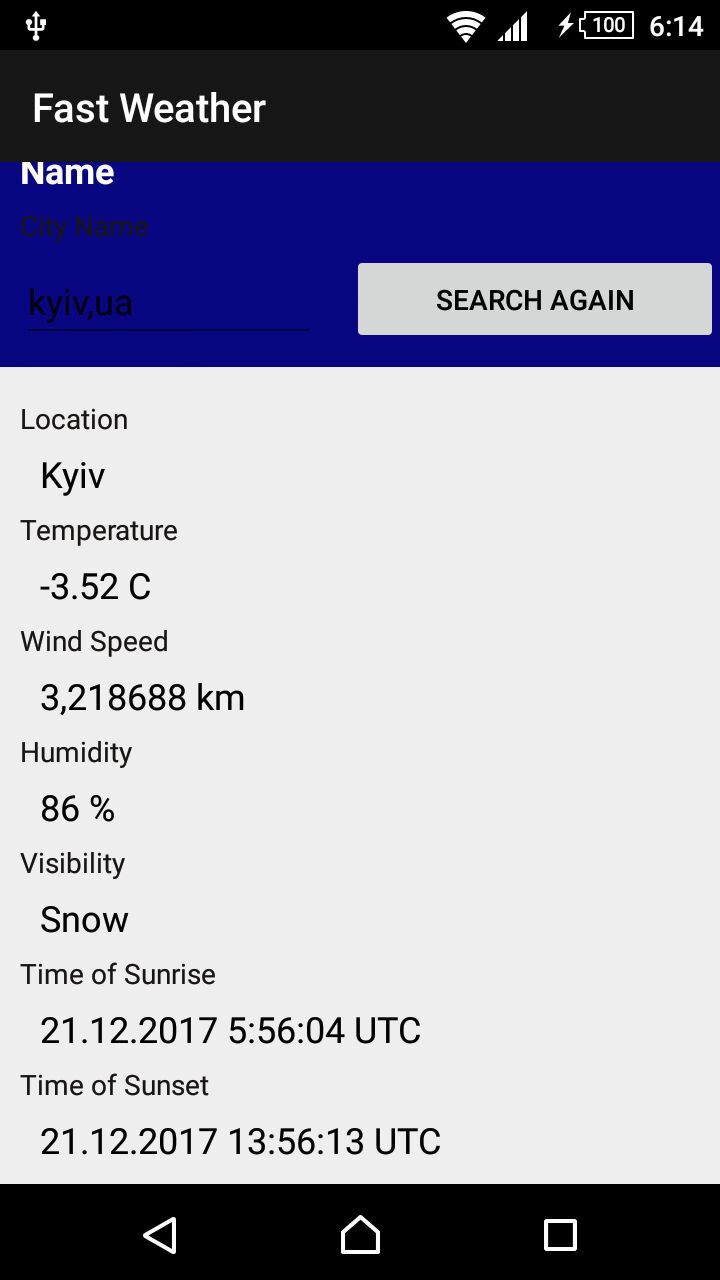 100 6:14
Fast Weather
Name
City Name
kyiv,ua
SEARCH AGAIN
Location
Kyiv
Temperature
-3.52 C
Wind Speed
3,218688 km
Humidity
86 %
Visibility
Snow
Time of Sunrise
21.12.2017 5:56:04 UTC
Time of Sunset
21.12.2017 13:56:13 UTC